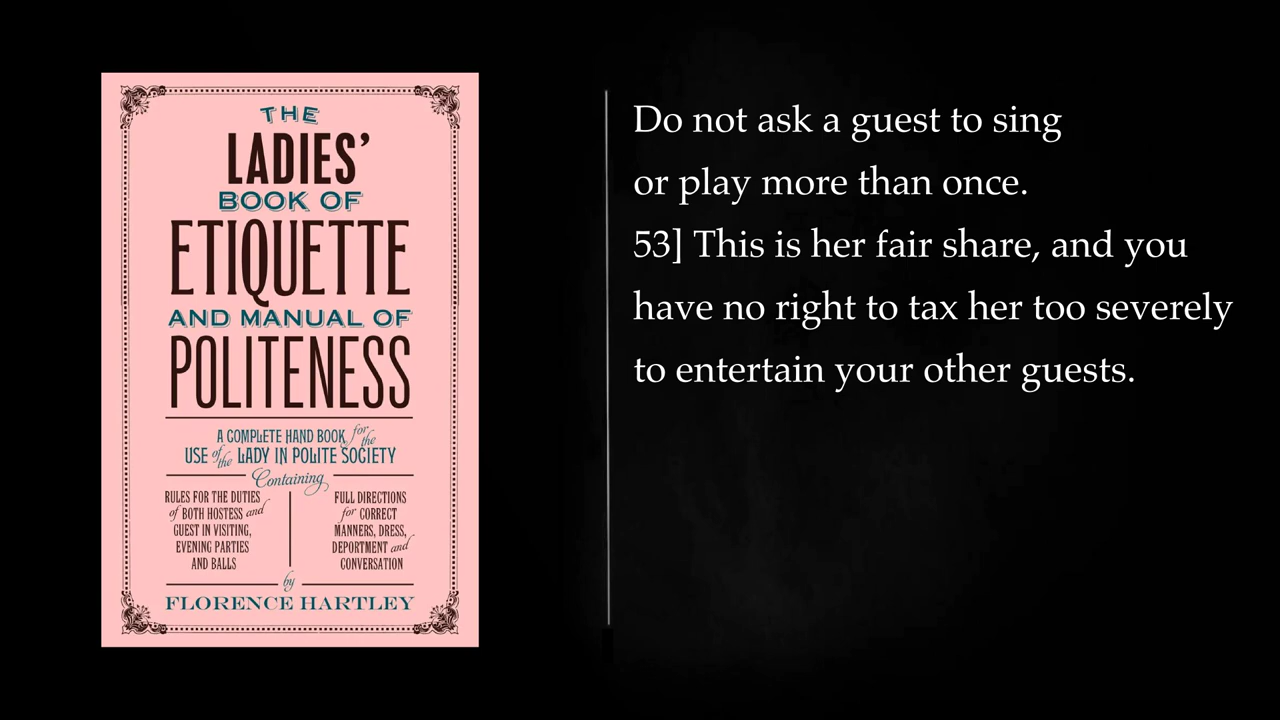 THE
LADIES'
BOOK OF
ETIQUETTE
AND MANUAL OF
POLITENESS
A COMPLETE HAND BOOK for the
USE of the LADY IN POLITE SOCIETY
Containing
RULES FOR THE DUTIES
of BOTH HOSTESS and
GUEST IN VISITING,
EVENING PARTIES
AND BALLS
FULL DIRECTIONS
for CORRECT
MANNERS, DRESS,
DEPORTMENT and
CONVERSATION
by
FLORENCE HARTLEY
Do not ask a guest to sing
or play more than once.
53] This is her fair share, and you
have no right to tax her too severely
to entertain your other guests.